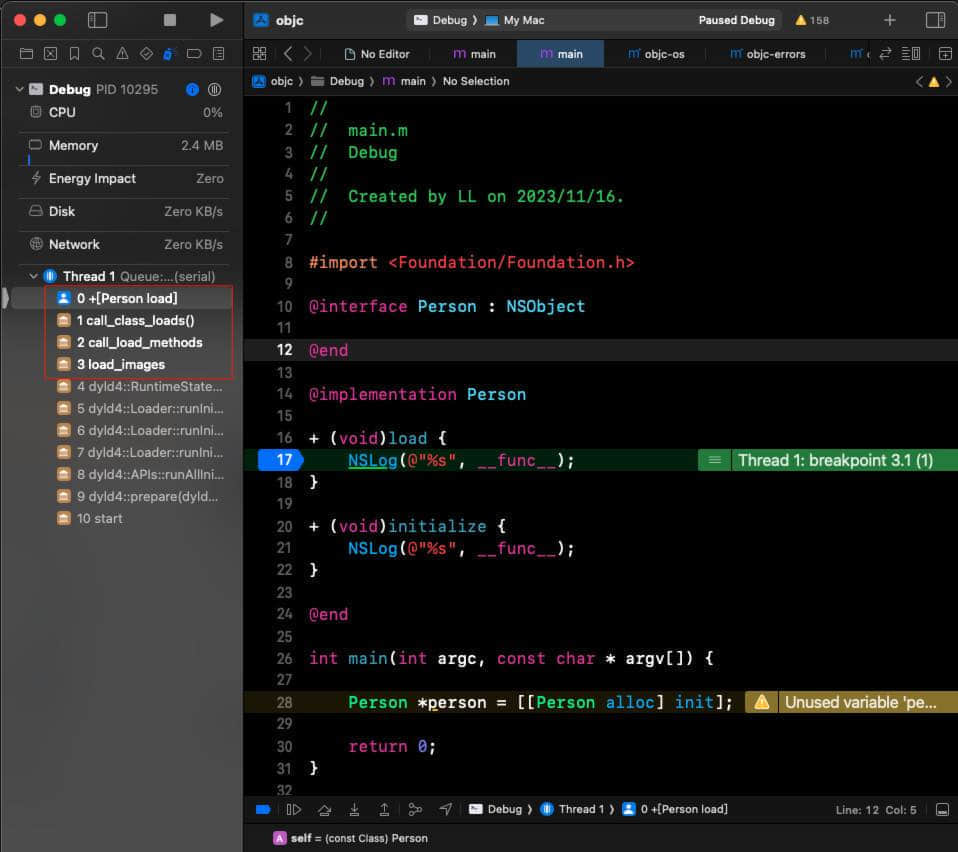 objc
Debug 〉 My Mac
Paused Debug
158
No Editor
main
main
objc-os
objc-errors
objc 〉 Debug 〉 main 〉 No Selection
Debug PID 10295
CPU 0%
Memory 2.4 MB
Energy Impact Zero
Disk Zero KB/s
Network Zero KB/s
Thread 1 Queue:...(serial)
0 +[Person load]
1 call_class_loads()
2 call_load_methods
3 load_images
4 dyld4::RuntimeState...
5 dyld4::Loader::runIni...
6 dyld4::Loader::runIni...
7 dyld4::Loader::runIni...
8 dyld4::APIs::runAllIni...
9 dyld4::prepare(dyld...
10 start
1 //
2 //  main.m
3 //  Debug
4 //
5 //  Created by LL on 2023/11/16.
6 //
7
8 #import <Foundation/Foundation.h>
9
10 @interface Person : NSObject
11
12 @end
13
14 @implementation Person
15
16 + (void)load {
17     NSLog(@"%s", __func__); Thread 1: breakpoint 3.1 (1)
18 }
19
20 + (void)initialize {
21     NSLog(@"%s", __func__);
22 }
23
24 @end
25
26 int main(int argc, const char * argv[]) {
27
28     Person *person = [[Person alloc] init]; Unused variable 'pe...
29
30     return 0;
31 }
32
Debug 〉 Thread 1 〉 0 +[Person load]
Line: 12 Col: 5
A self = (const Class) Person